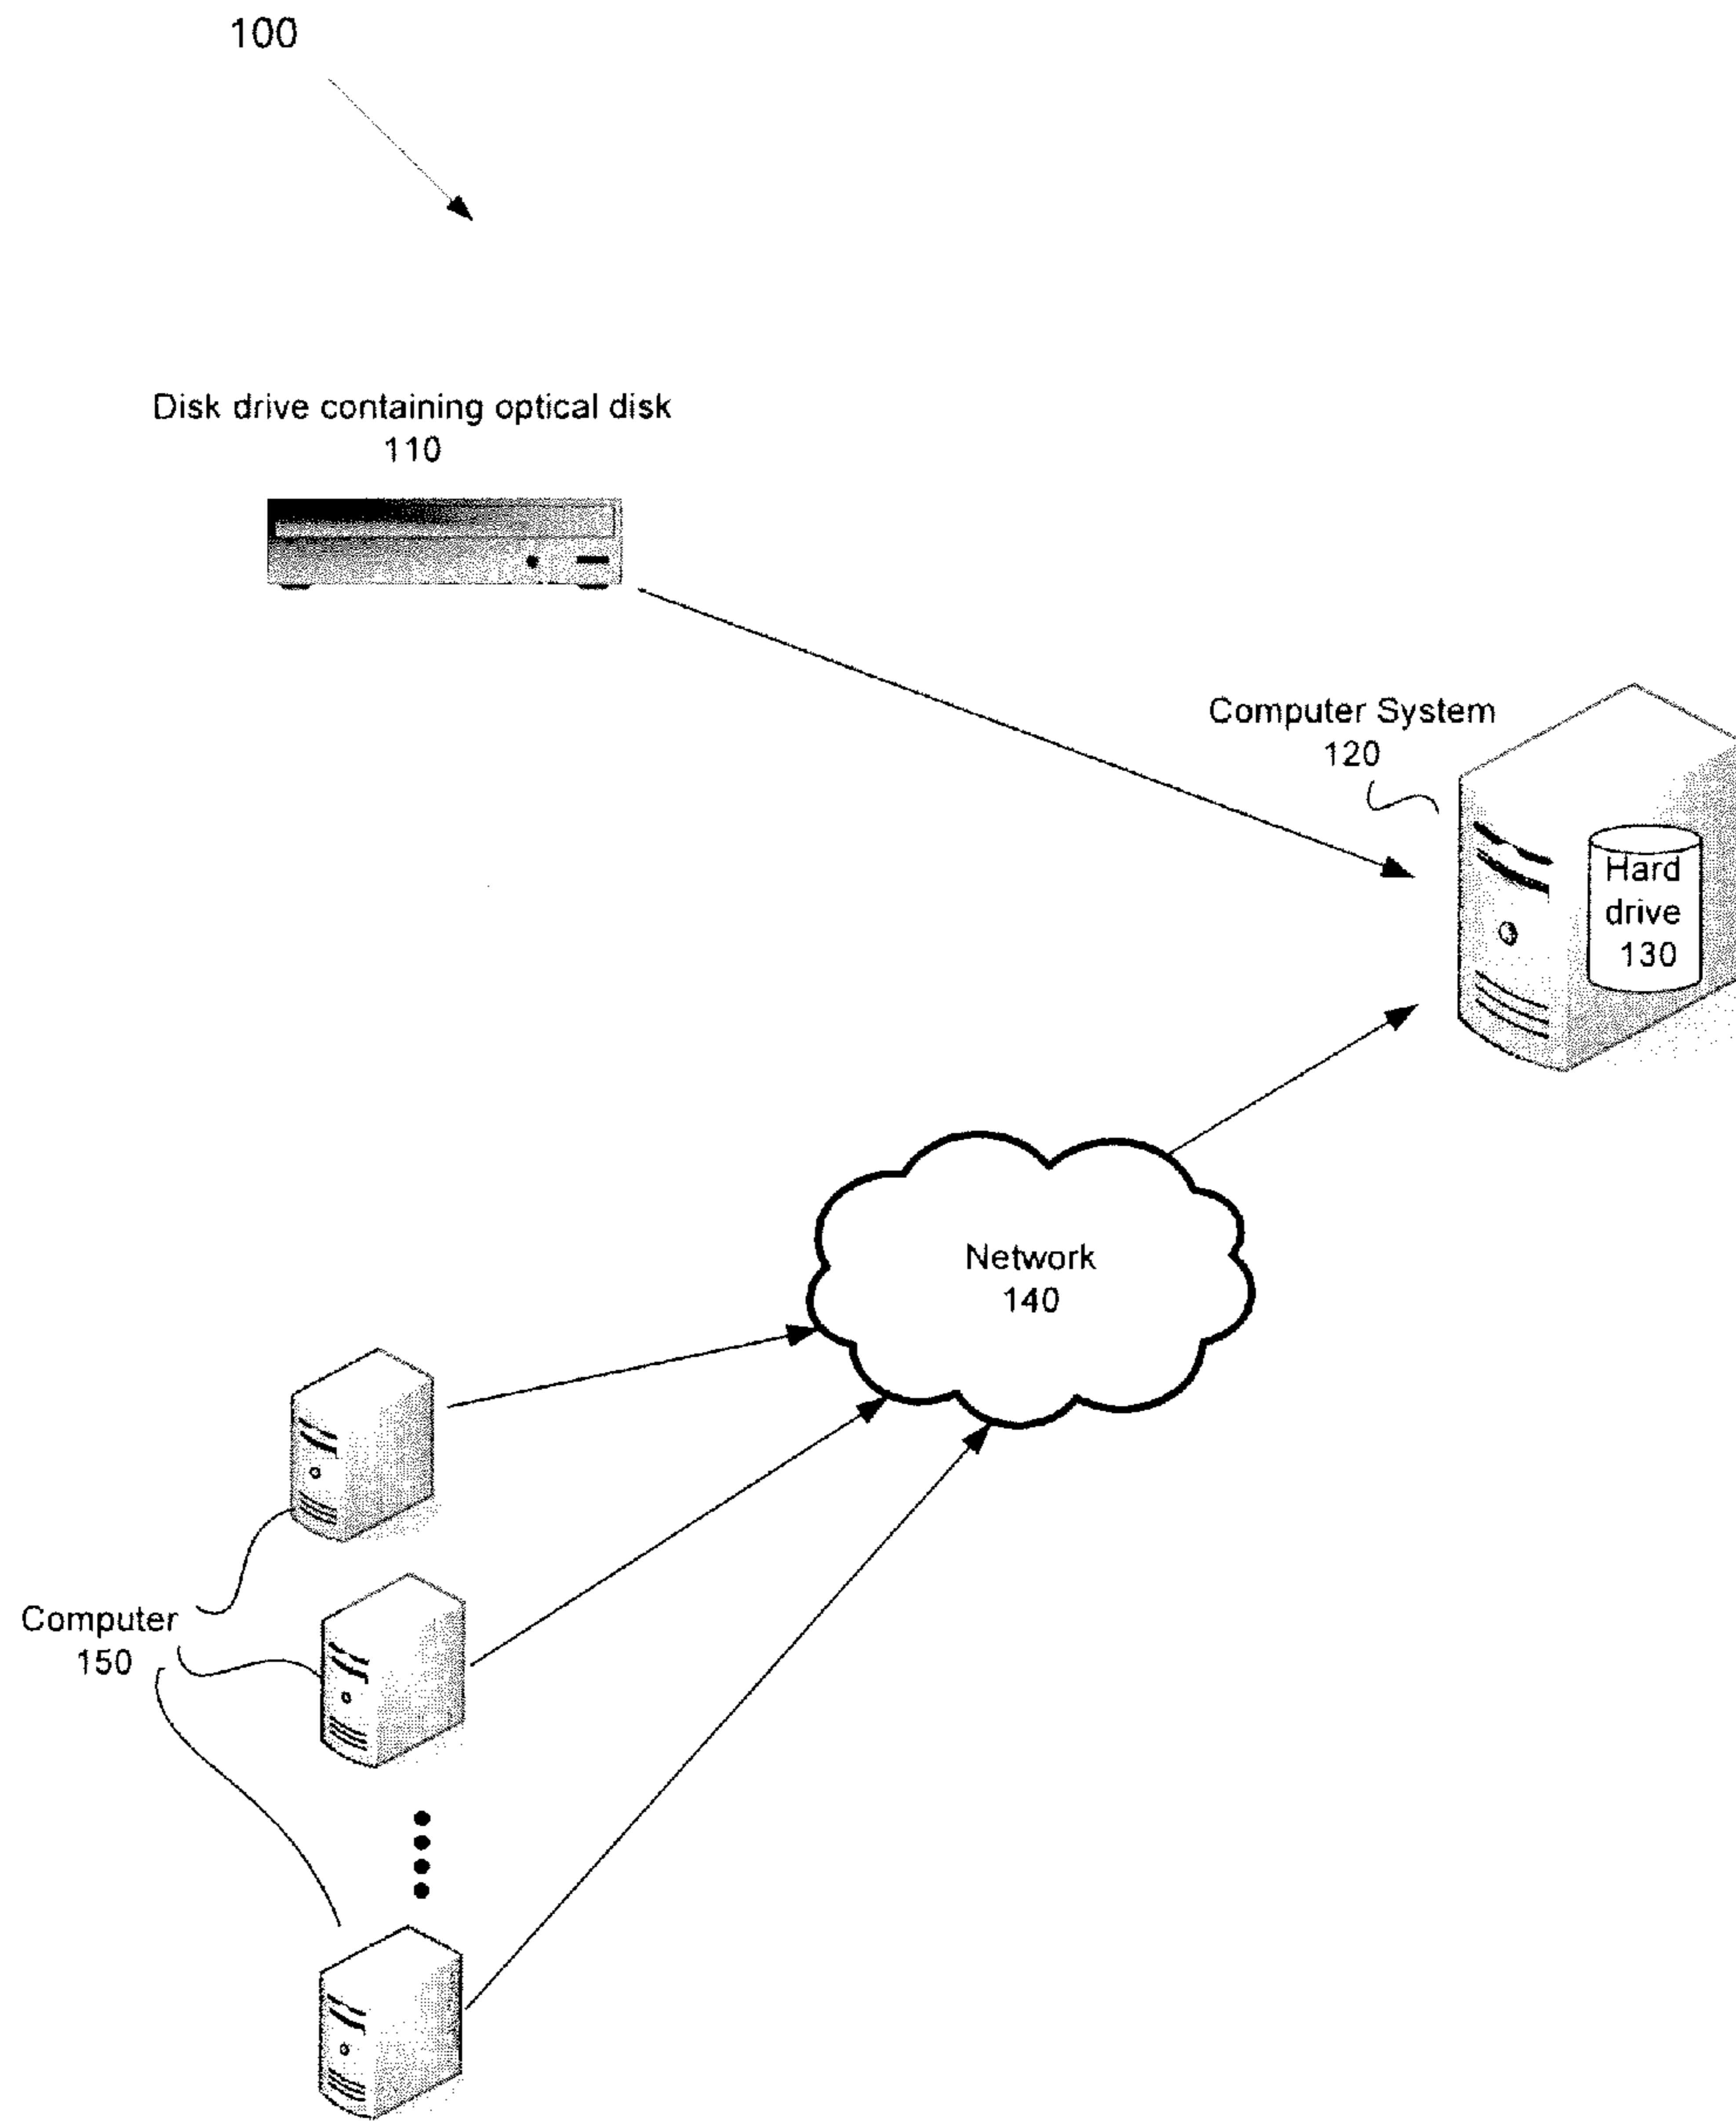 100
Disk drive containing optical disk
110
Computer System
120
Hard
drive
130
Network
140
Computer
150